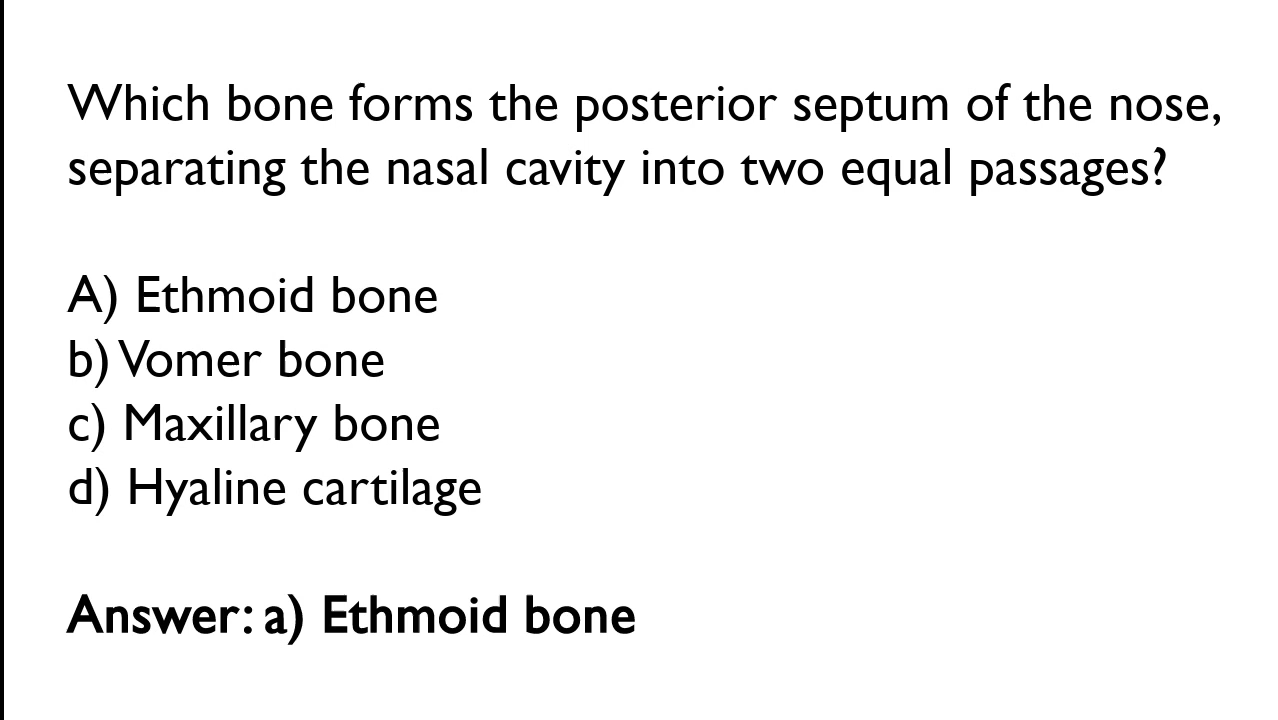 Which bone forms the posterior septum of the nose,
separating the nasal cavity into two equal passages?
A) Ethmoid bone
b) Vomer bone
c) Maxillary bone
d) Hyaline cartilage
Answer: a) Ethmoid bone